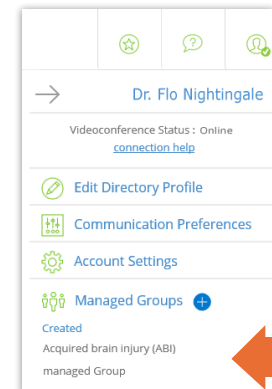 Dr. Flo Nightingale
Videoconference Status : Online
connection help
Edit Directory Profile
Communication Preferences
Account Settings
Managed Groups
Created
Acquired brain injury (ABI)
managed Group